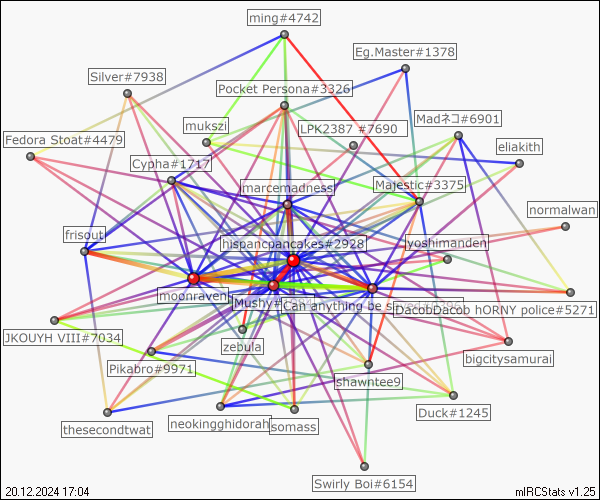 ming#4742
Eg.Master#1378
Silver#7938
Pocket Persona#3326
Madネコ#6901
mukszi
LPK2387 #7690
Fedora Stoat#4479
eliakith
Cypha#1717
marcemadness
Majestic#3375
normalwan
frisout
hispancpancakes#2928
yoshimanden
moonraven
Mushy#
Can anything be s
DacobDacob hORNY police#5271
JKOUYH VIII#7034
zebula
bigcitysamurai
Pikabro#9971
shawntee9
thesecondtwat
neokingghidorah
somass
Duck#1245
Swirly Boi#6154
20.12.2024 17:04
mIRCStats v1.25